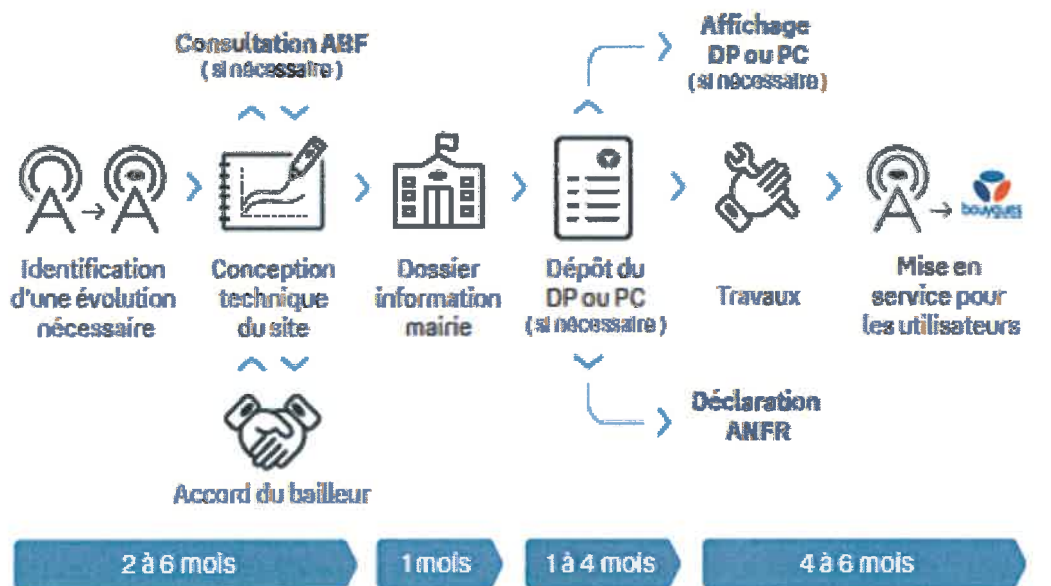 Consultation ABF
( si nécessaire )
Affichage
DP ou PC
( si nécessaire )
bouygues
Identification
d'une évolution
nécessaire
Conception
technique
du site
Dossier
information
mairie
Dépôt du
DP ou PC
( si nécessaire )
Travaux
Mise en
service pour
les utilisateurs
Déclaration
ANFR
Accord du bailleur
2 à 6 mois
1 mois
1 à 4 mois
4 à 6 mois